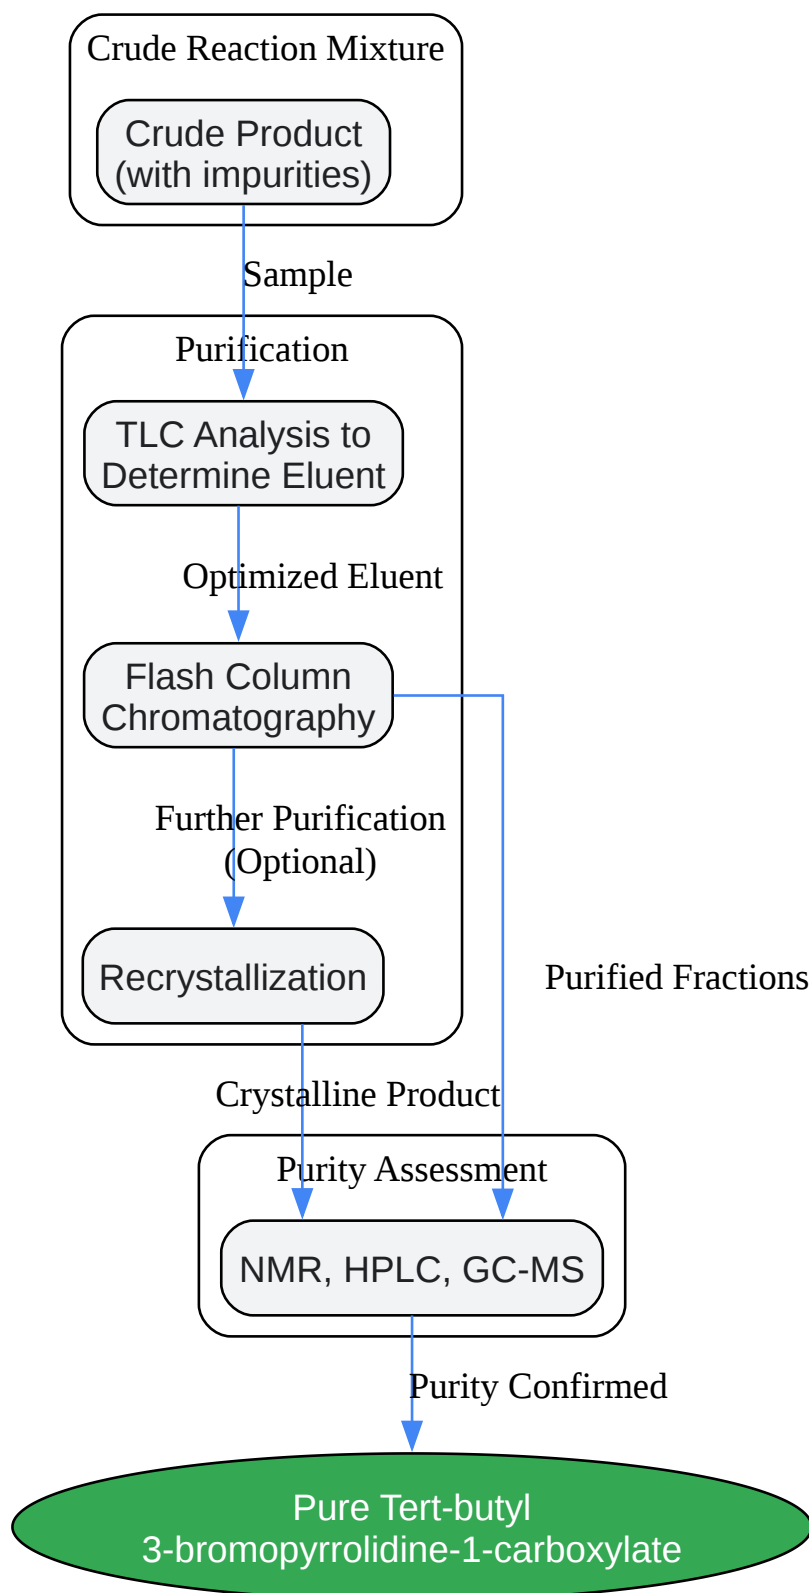 Crude Reaction Mixture
Crude Product
(with impurities)
Sample
Purification
TLC Analysis to
Determine Eluent
Optimized Eluent
Flash Column
Chromatography
Further Purification
(Optional)
Recrystallization
Purified Fractions
Crystalline Product
Purity Assessment
NMR, HPLC, GC-MS
Purity Confirmed
Pure Tert-butyl
3-bromopyrrolidine-1-carboxylate